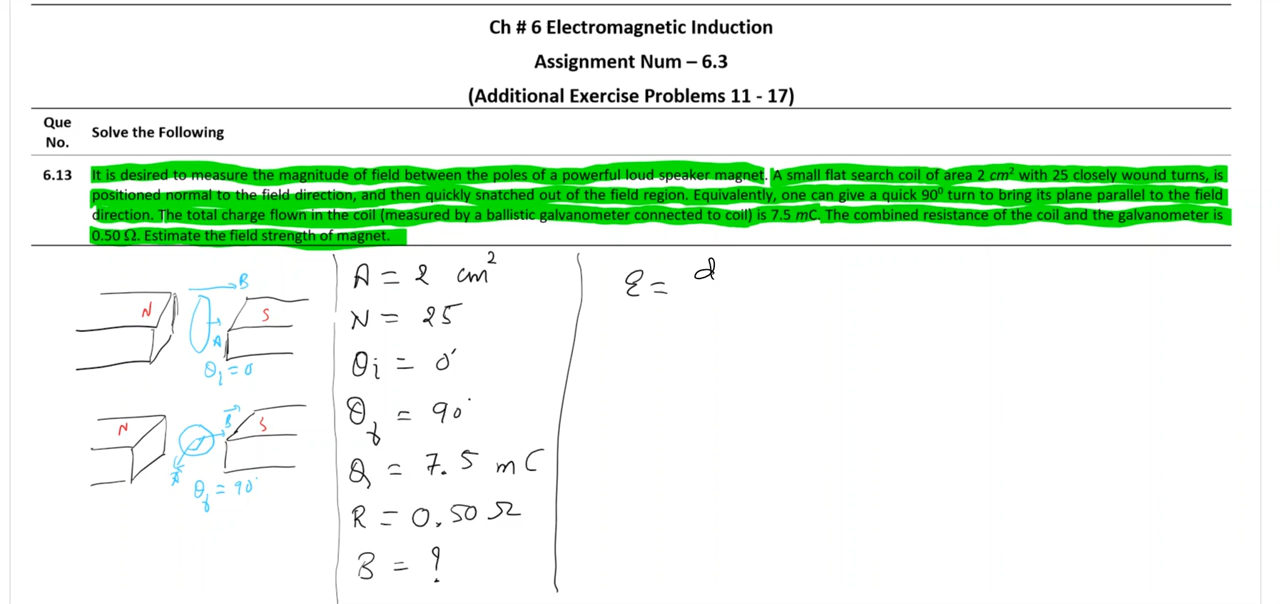 Ch # 6 Electromagnetic Induction
Assignment Num – 6.3
(Additional Exercise Problems 11 - 17)
Que No. Solve the Following
6.13 It is desired to measure the magnitude of field between the poles of a powerful loud speaker magnet. A small flat search coil of area 2 cm² with 25 closely wound turns, is
positioned normal to the field direction, and then quickly snatched out of the field region. Equivalently, one can give a quick 90⁰ turn to bring its plane parallel to the field
direction. The total charge flown in the coil (measured by a ballistic galvanometer connected to coil) is 7.5 mC. The combined resistance of the coil and the galvanometer is
0.50 Ω. Estimate the field strength of magnet.
B
N
S
A
θi = 0
N
B
S
A
θf = 90°
A = 2 cm²
N = 25
θi = 0°
θf = 90°
Q = 7.5 mC
R = 0.50 Ω
B = ?
ε = d